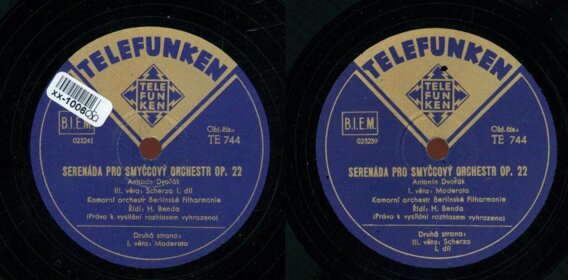 TELEFUNKEN
TELE
FUN
KEN
xx-1006
B.I.E.M.
023241
Obj. čís.:
TE 744
SERENÁDA PRO SMYČCOVÝ ORCHESTR OP. 22
Antonín Dvořák
III. věta: Scherzo I. díl
Komorní orchestr Berlínské Filharmonie
Řídí: H. Benda
(Právo k vysílání rozhlasem vyhrazeno)
Druhá strana:
I. věta: Moderato
TELEFUNKEN
TELE
FUN
KEN
B.I.E.M.
023239
Obj. čís.:
TE 744
SERENÁDA PRO SMYČCOVÝ ORCHESTR OP. 22
Antonín Dvořák
I. věta: Moderato
Komorní orchestr Berlínské Filharmonie
Řídí: H. Benda
(Právo k vysílání rozhlasem vyhrazeno)
Druhá strana:
III. věta: Scherzo
I. díl